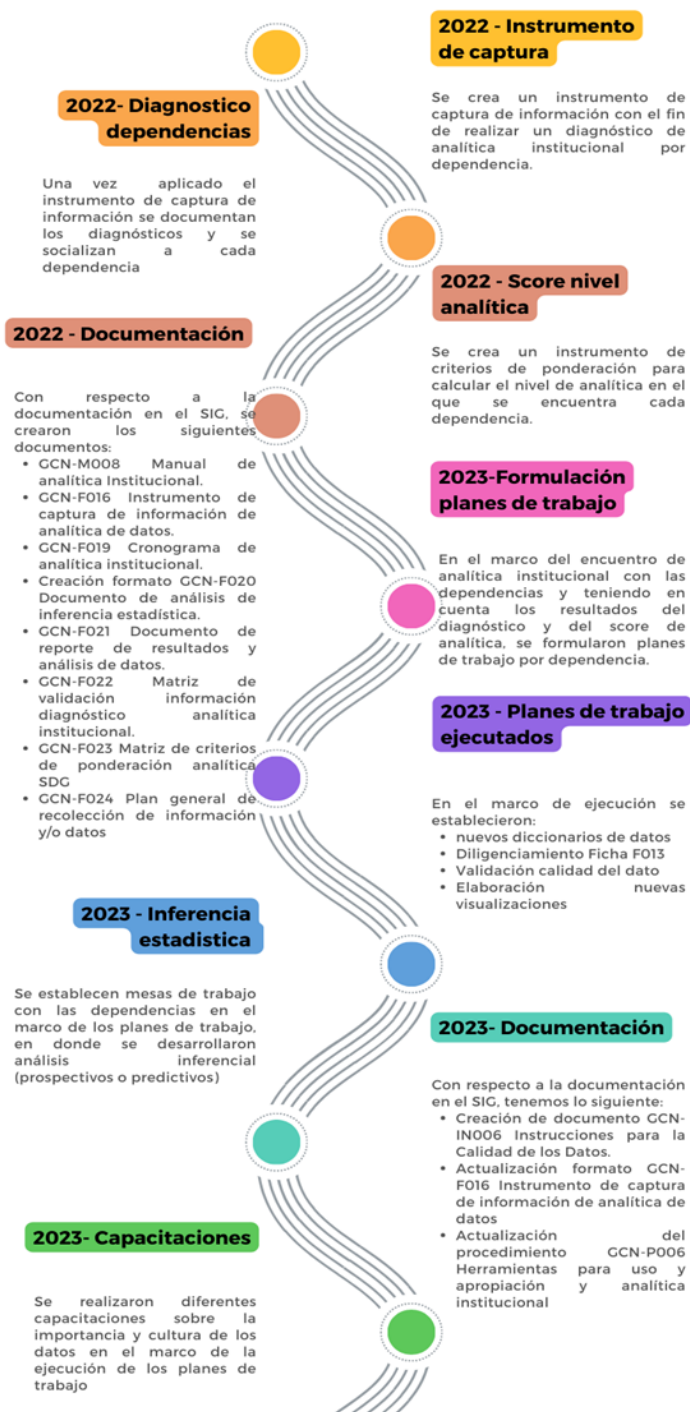 2022 - Instrumento
de captura
Se crea un instrumento de
captura de información con el fin
de realizar un diagnóstico de
analítica institucional por
dependencia.
2022- Diagnostico
dependencias
Una vez aplicado el
instrumento de captura de
información se documentan
los diagnósticos y se
socializan a cada
dependencia
2022 - Score nivel
analítica
Se crea un instrumento de
criterios de ponderación para
calcular el nivel de analítica en el
que se encuentra cada
dependencia.
2022 - Documentación
Con respecto a la
documentación en el SIG, se
crearon los siguientes
documentos:
• GCN-M008 Manual de
analítica Institucional.
• GCN-F016 Instrumento de
captura de información de
analítica de datos.
• GCN-F019 Cronograma de
analítica institucional.
• Creación formato GCN-F020
Documento de análisis de
inferencia estadística.
• GCN-F021 Documento de
reporte de resultados y
análisis de datos.
• GCN-F022 Matriz de
validación información
diagnóstico analítica
institucional.
• GCN-F023 Matriz de criterios
de ponderación analítica
SDG
• GCN-F024 Plan general de
recolección de información
y/o datos
2023-Formulación
planes de trabajo
En el marco del encuentro de
analítica institucional con las
dependencias y teniendo en
cuenta los resultados del
diagnóstico y del score de
analítica, se formularon planes
de trabajo por dependencia.
2023 - Planes de trabajo
ejecutados
En el marco de ejecución se
establecieron:
• nuevos diccionarios de datos
• Diligenciamiento Ficha F013
• Validación calidad del dato
• Elaboración nuevas
visualizaciones
2023 - Inferencia
estadistica
Se establecen mesas de trabajo
con las dependencias en el
marco de los planes de trabajo,
en donde se desarrollaron
análisis inferencial
(prospectivos o predictivos)
2023- Documentación
Con respecto a la documentación
en el SIG, tenemos lo siguiente:
• Creación de documento GCN-
IN006 Instrucciones para la
Calidad de los Datos.
• Actualización formato GCN-
F016 Instrumento de captura
de información de analítica de
datos
• Actualización del
procedimiento GCN-P006
Herramientas para uso y
apropiación y analítica
institucional
2023- Capacitaciones
Se realizaron diferentes
capacitaciones sobre la
importancia y cultura de los
datos en el marco de la
ejecución de los planes de
trabajo